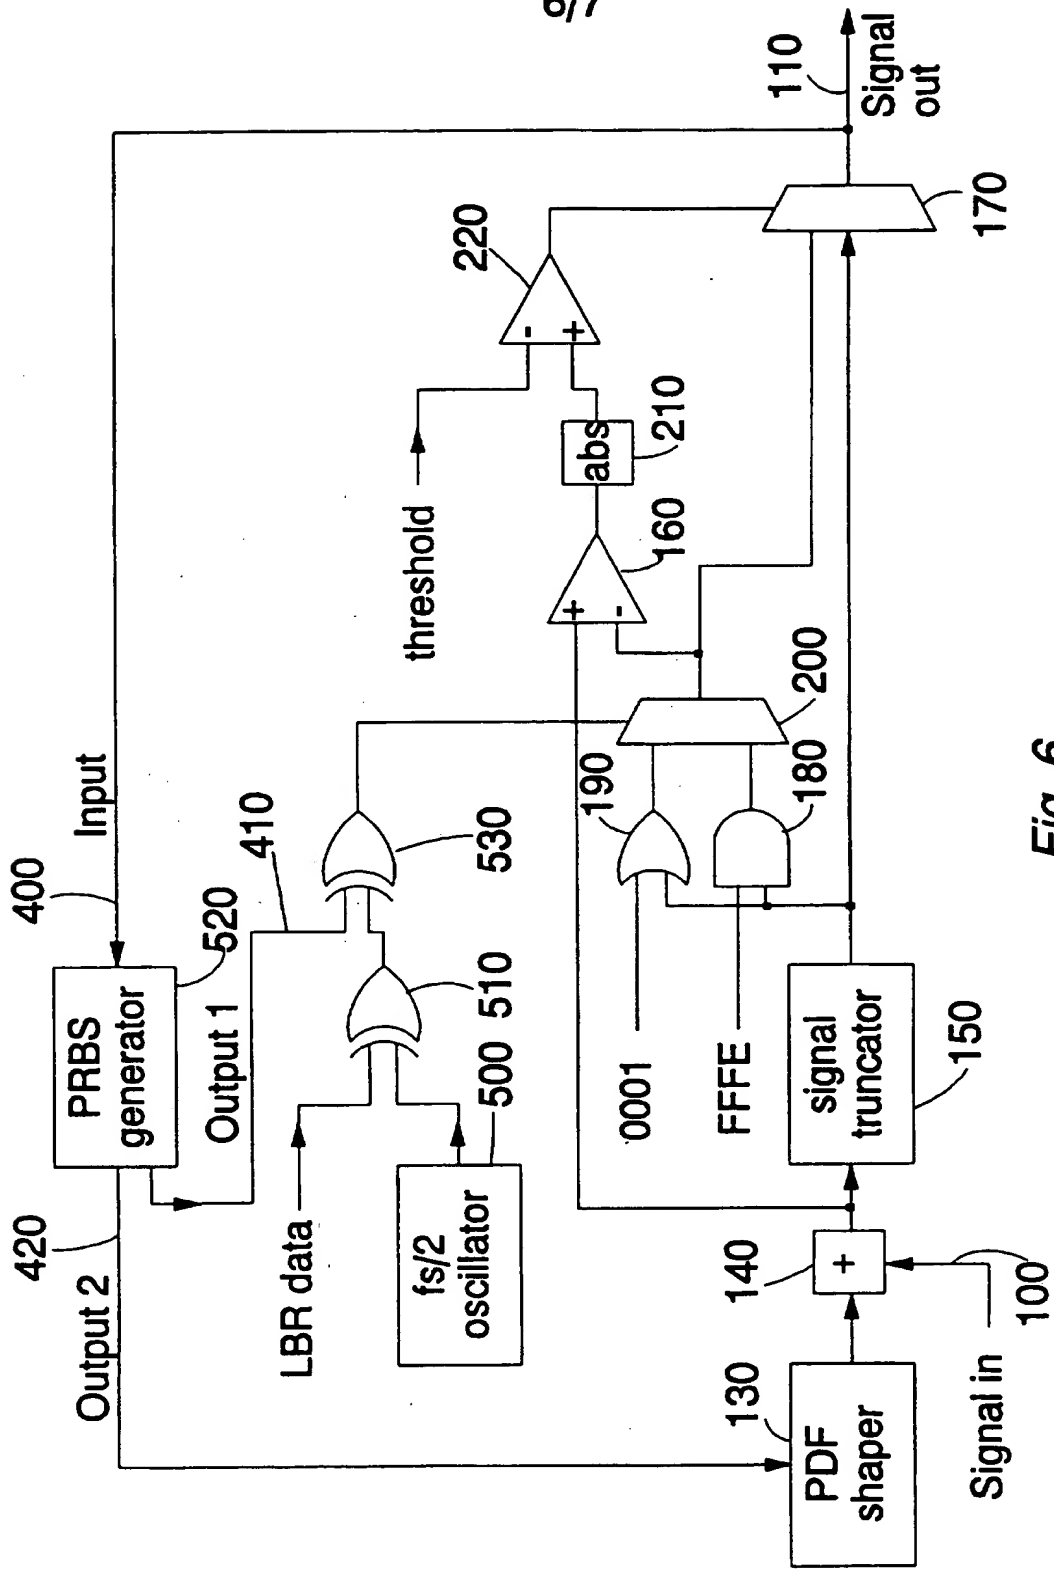 6/7
400
Input
PRBS
generator
520
420
Output 2
Output 1
410
530
510
LBR data
fs/2
oscillator
500
threshold
220
abs
210
160
110
Signal
out
170
0001
FFFE
190
180
200
signal
truncator
150
140
+
100
130
PDF
shaper
Signal in
+
-
-
+
Fig. 6